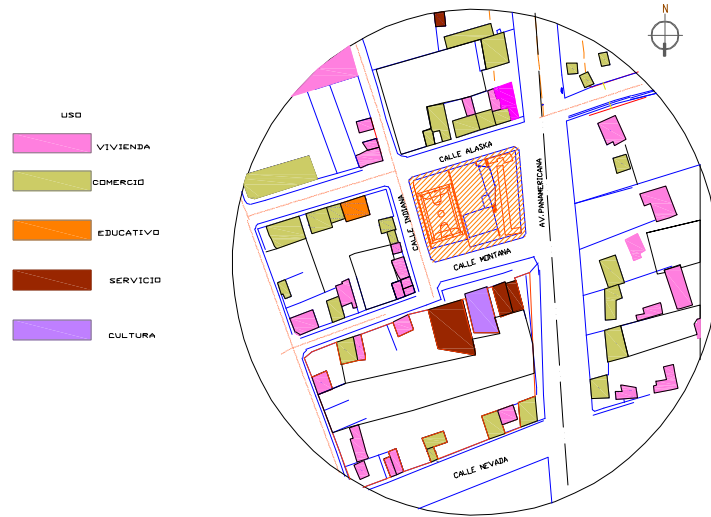 N
USO
VIVIENDA
COMERCIO
EDUCATIVO
SERVICIO
CULTURA
CALLE ALASKA
CALLE INDIANA
AV.PANAMERICANA
CALLE MONTANA
CALLE NEVADA